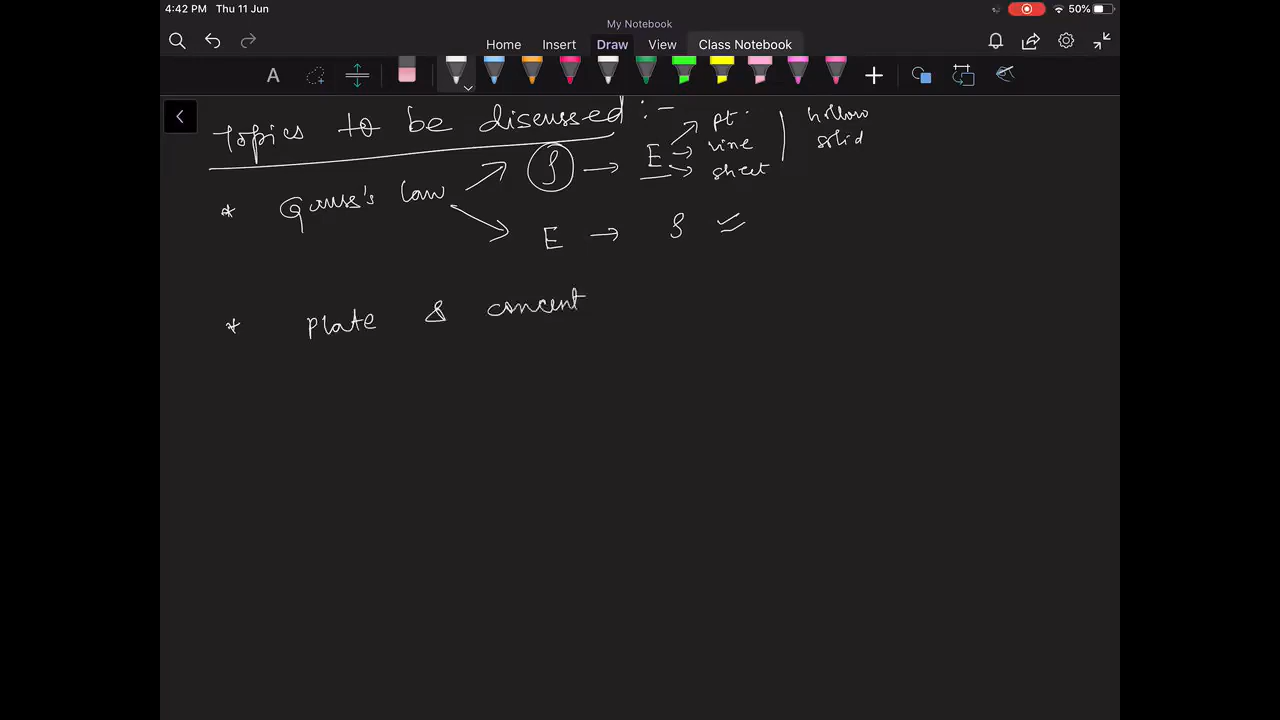 4:42 PM Thu 11 Jun
50%
My Notebook
Home Insert Draw View Class Notebook
A
Topics to be discussed :-
pt.
hollow
* Gauss's law → ρ → E → line
solid
sheet
E → ρ
* plate & concent